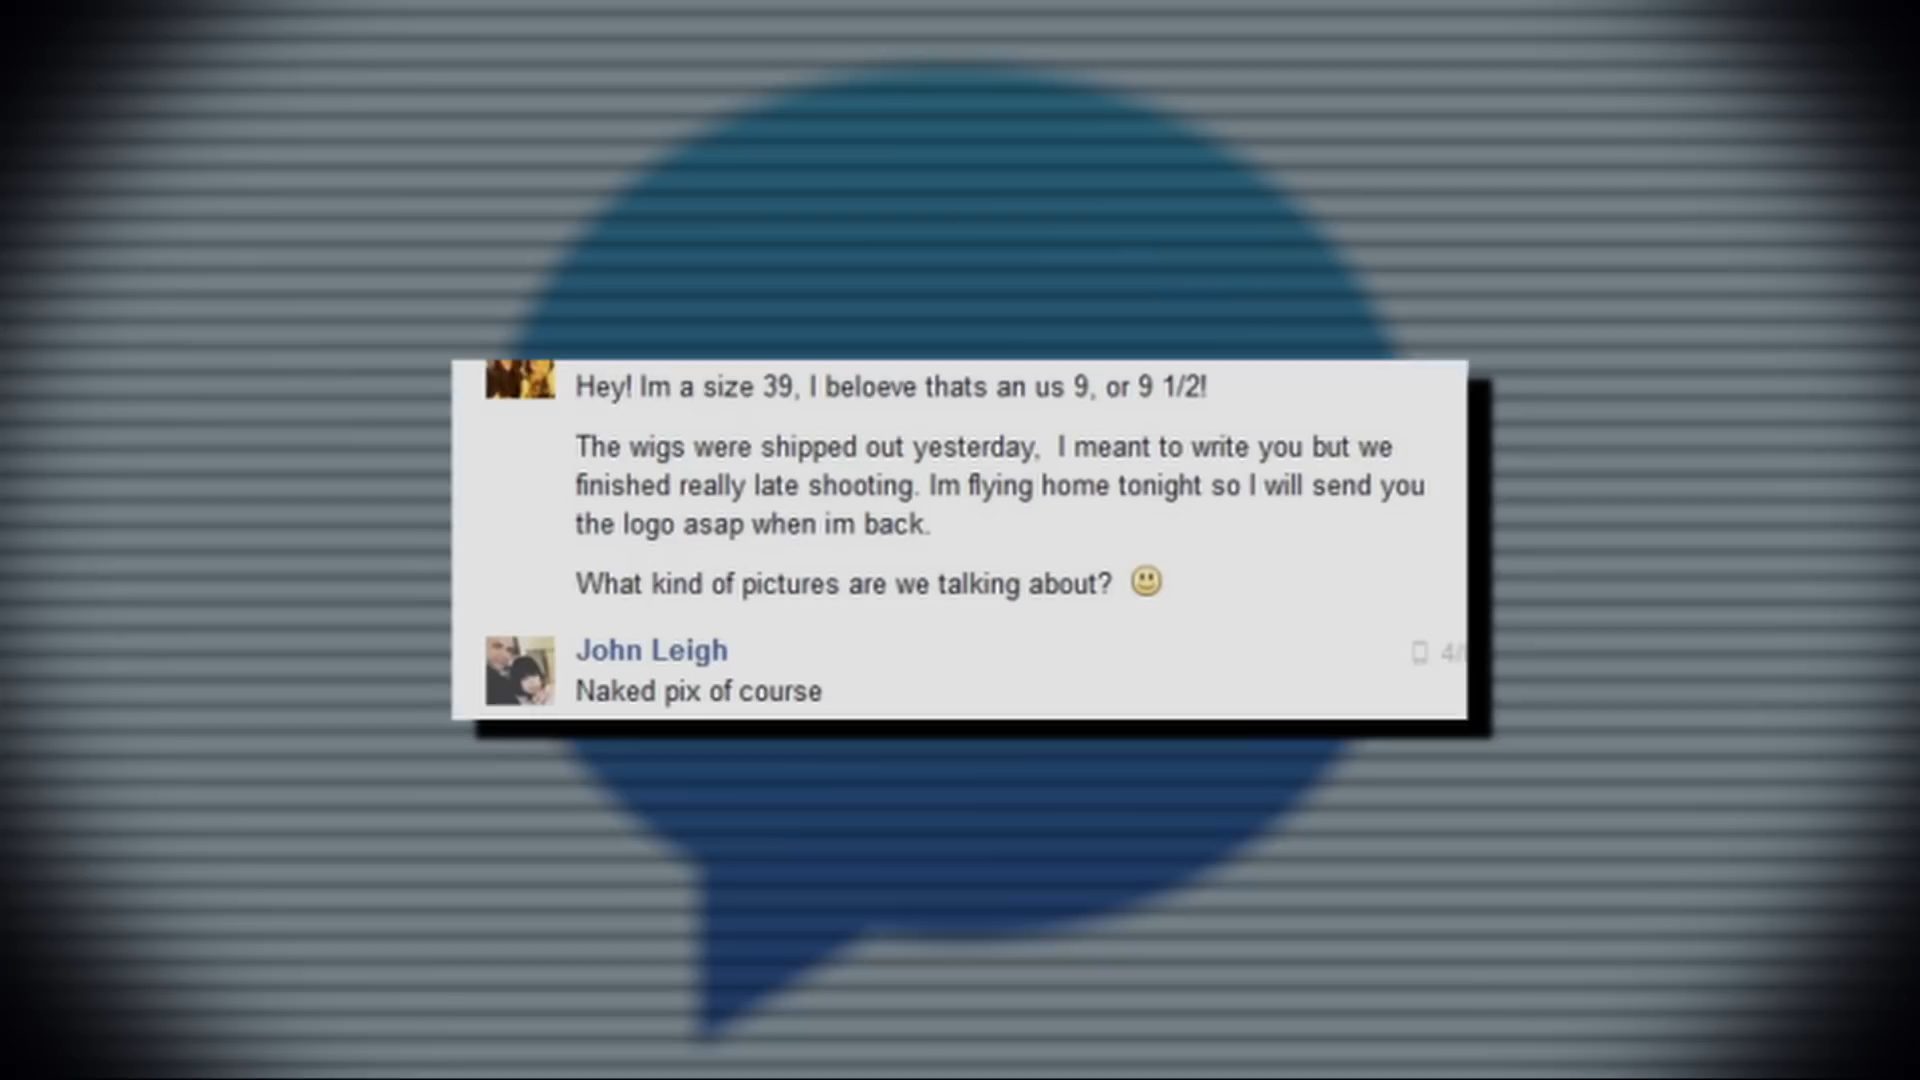 Hey! Im a size 39, I beloeve thats an us 9, or 9 1/2!
The wigs were shipped out yesterday,  I meant to write you but we
finished really late shooting. Im flying home tonight so I will send you
the logo asap when im back.
What kind of pictures are we talking about?
John Leigh
4/
Naked pix of course